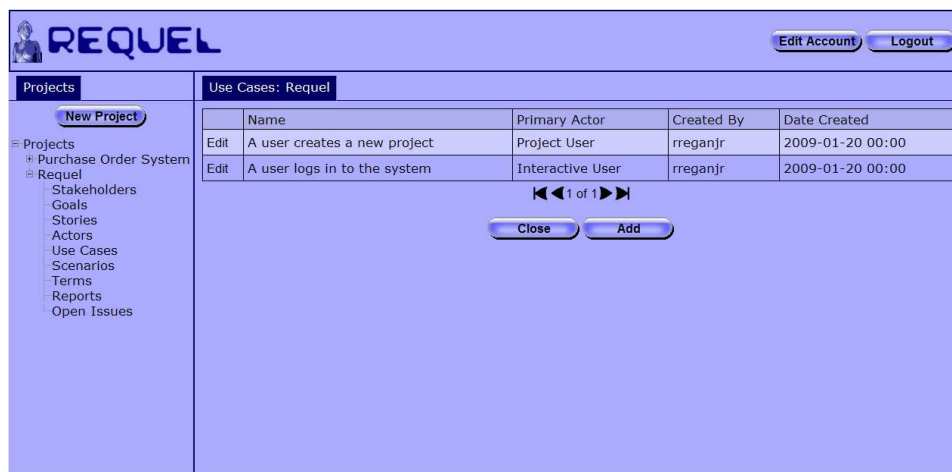 REQUEL
Edit Account Logout
Projects
New Project
Projects
Purchase Order System
Requel
Stakeholders
Goals
Stories
Actors
Use Cases
Scenarios
Terms
Reports
Open Issues
Use Cases: Requel
Name Primary Actor Created By Date Created
Edit A user creates a new project Project User rreganjr 2009-01-20 00:00
Edit A user logs in to the system Interactive User rreganjr 2009-01-20 00:00
1 of 1
Close Add